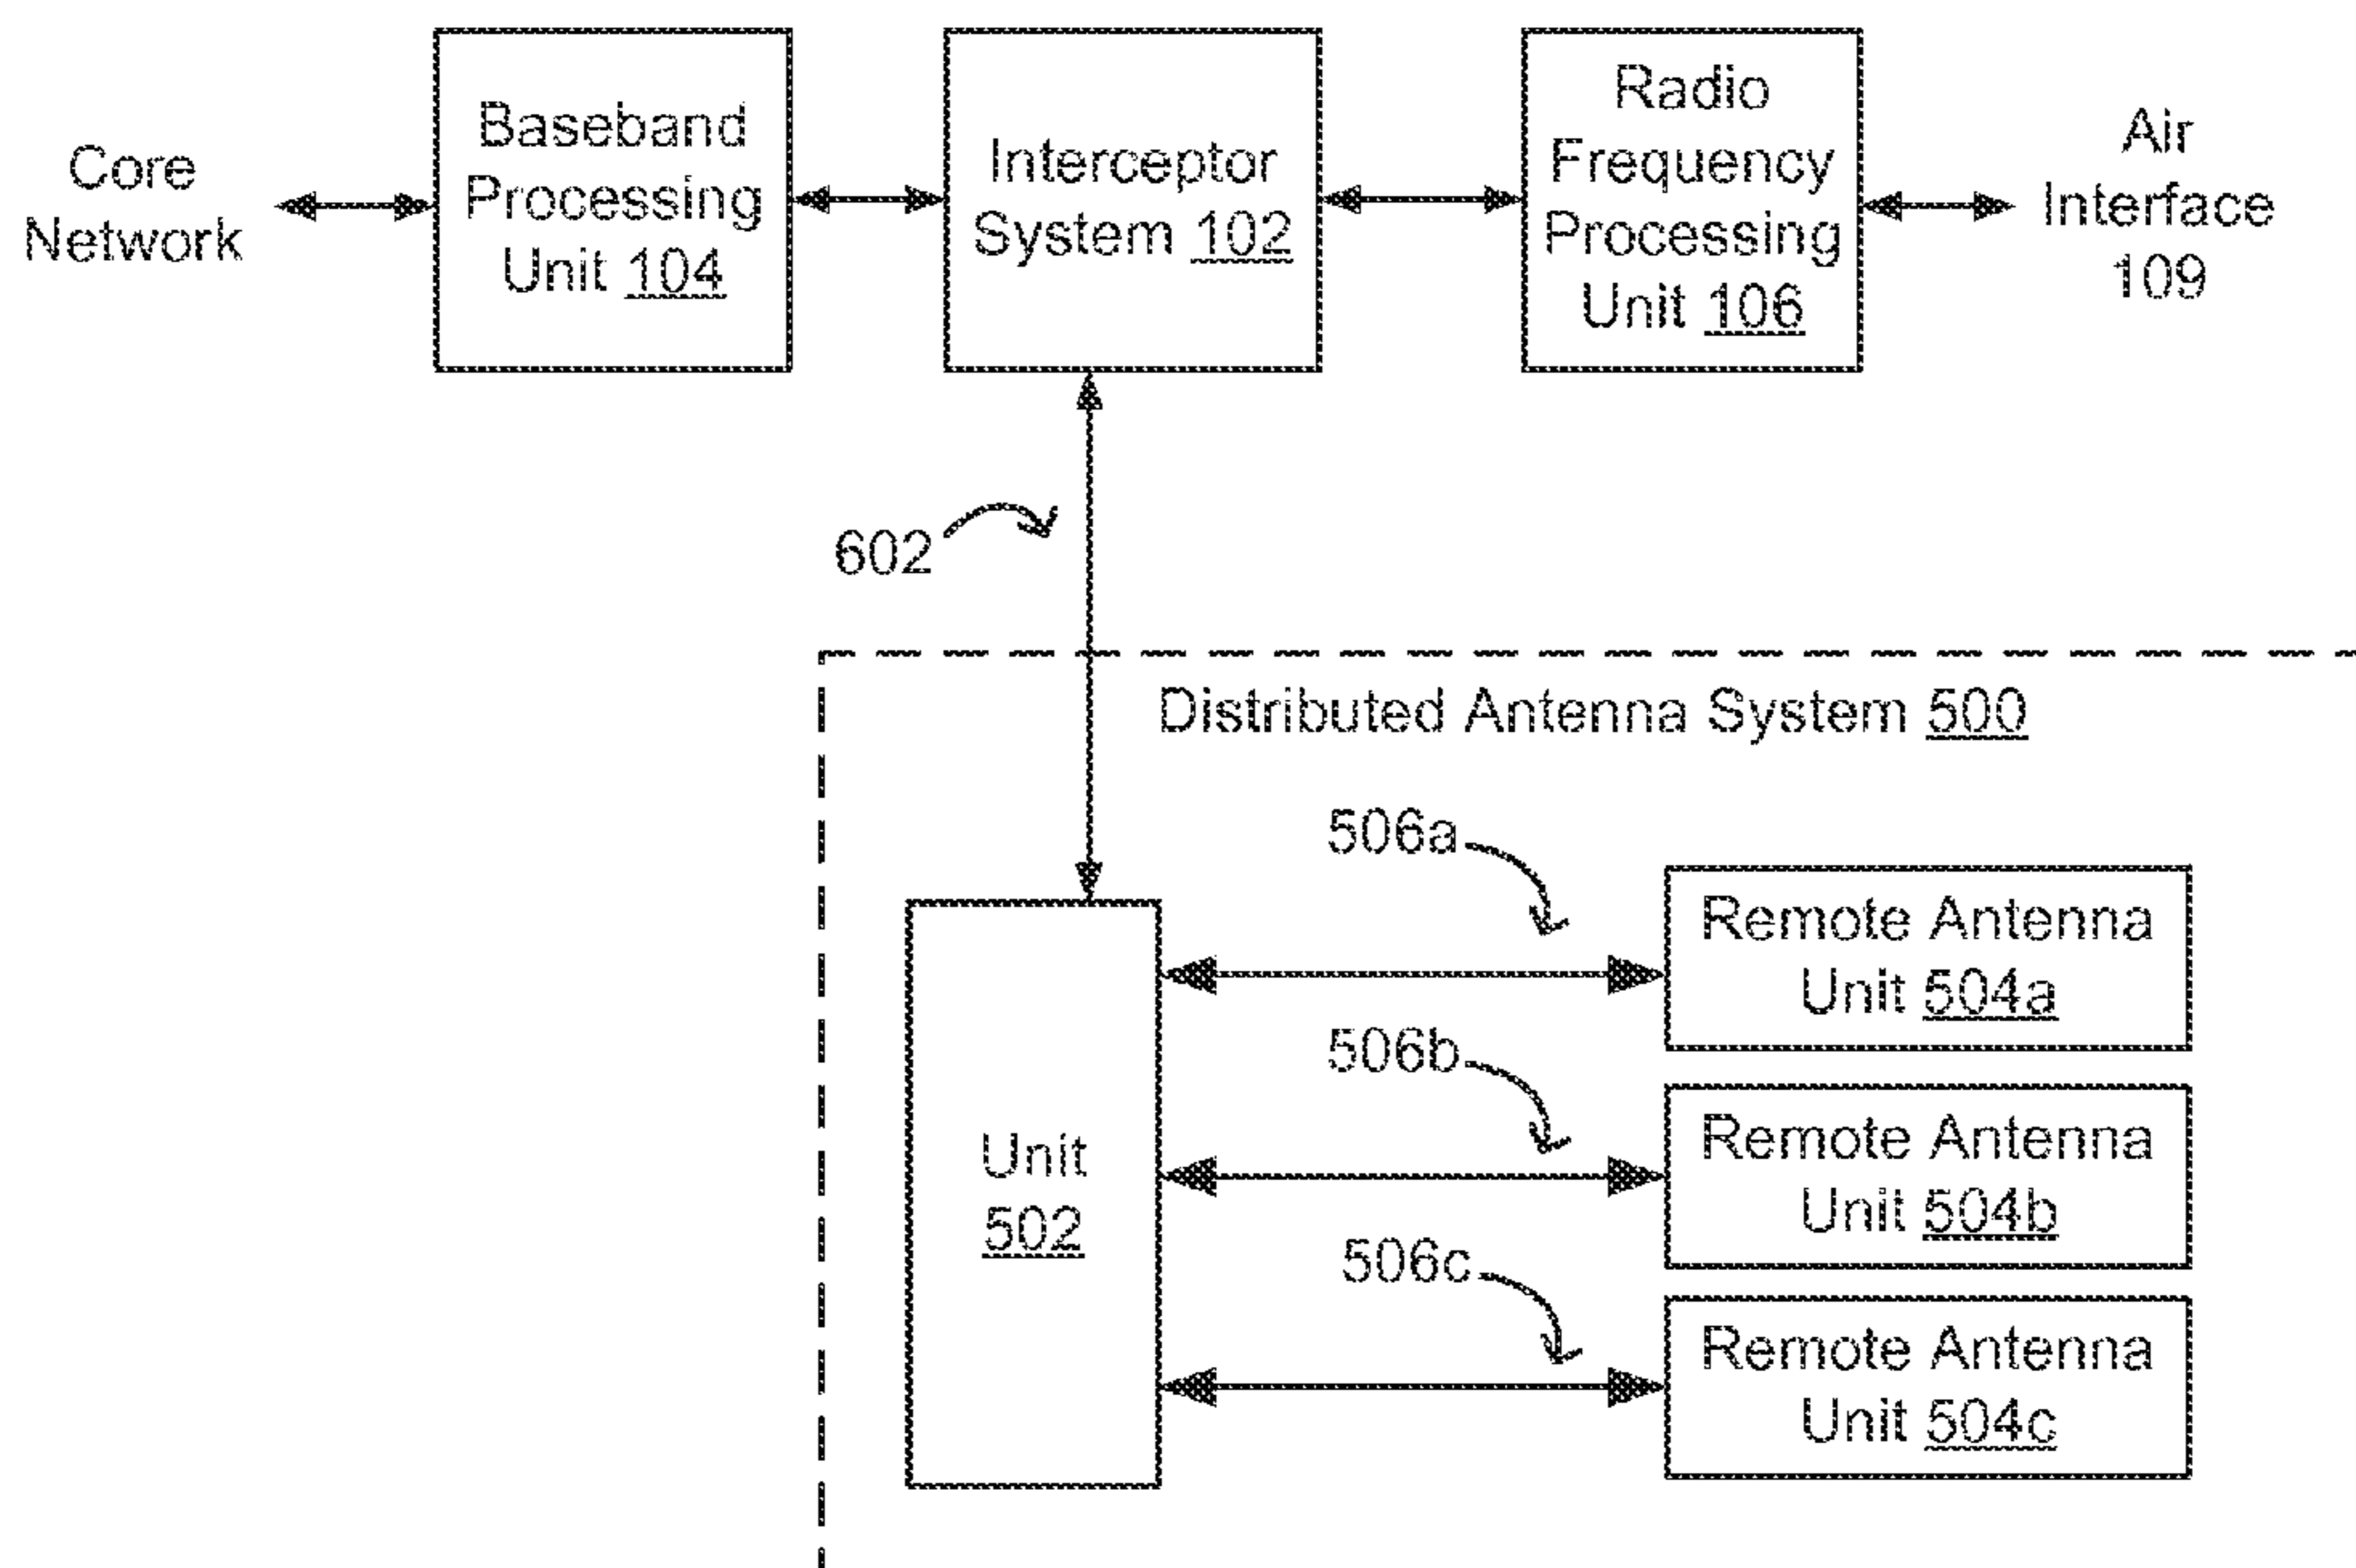 Core
Network
Baseband
Processing
Unit 104
Interceptor
System 102
Radio
Frequency
Processing
Unit 106
Air
Interface
109
602
Distributed Antenna System 500
506a
Remote Antenna
Unit 504a
506b
Remote Antenna
Unit 504b
Unit
502
506c
Remote Antenna
Unit 504c